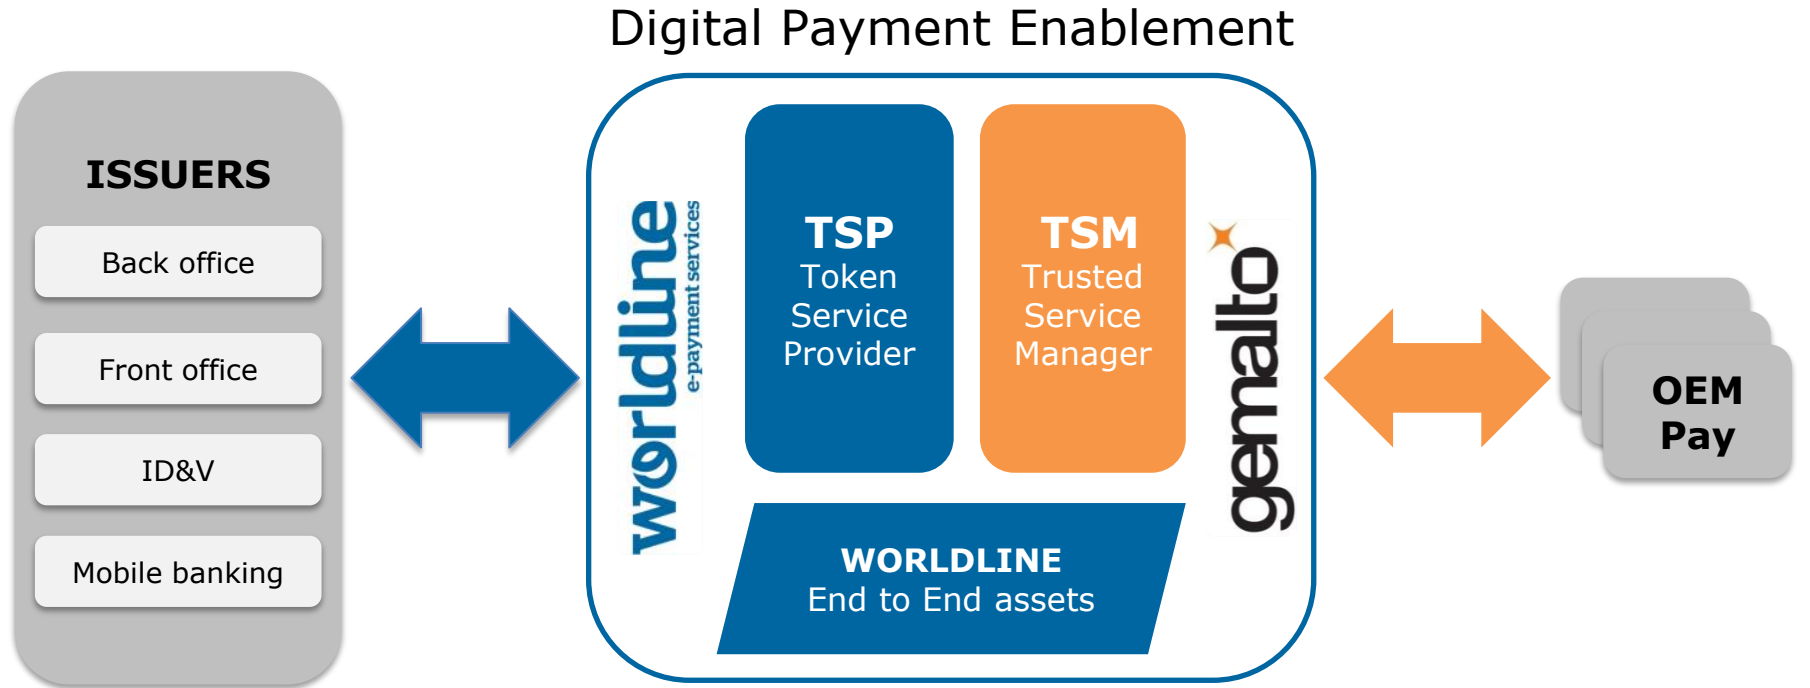 Digital Payment Enablement
ISSUERS
Back office
Front office
ID&V
Mobile banking
worldline
e-payment services
TSP
Token
Service
Provider
TSM
Trusted
Service
Manager
gemalto
WORLDLINE
End to End assets
OEM
Pay